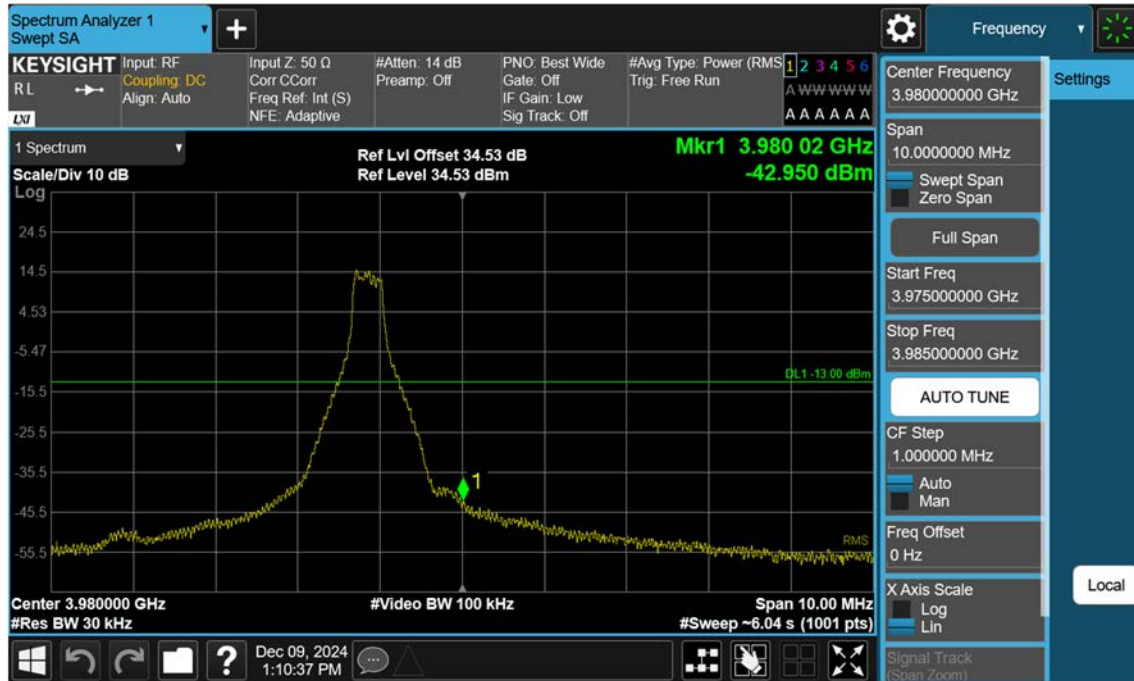 Spectrum Analyzer 1
Swept SA
Frequency
KEYSIGHT
RL
LXI
Input: RF
Coupling: DC
Align: Auto
Input Z: 50 Ω
Corr CCorr
Freq Ref: Int (S)
NFE: Adaptive
#Atten: 14 dB
Preamp: Off
PNO: Best Wide
Gate: Off
IF Gain: Low
Sig Track: Off
#Avg Type: Power (RMS
Trig: Free Run
1 2 3 4 5 6
A W W W W W
A A A A A A
1 Spectrum
Scale/Div 10 dB
Ref Lvl Offset 34.53 dB
Ref Level 34.53 dBm
Mkr1 3.980 02 GHz
-42.950 dBm
Log
24.5
14.5
4.53
-5.47
-15.5
-25.5
-35.5
-45.5
-55.5
DL1 -13.00 dBm
1
RMS
Center 3.980000 GHz
#Res BW 30 kHz
#Video BW 100 kHz
Span 10.00 MHz
#Sweep ~6.04 s (1001 pts)
Center Frequency
3.980000000 GHz
Span
10.0000000 MHz
Swept Span
Zero Span
Full Span
Start Freq
3.975000000 GHz
Stop Freq
3.985000000 GHz
AUTO TUNE
CF Step
1.000000 MHz
Auto
Man
Freq Offset
0 Hz
X Axis Scale
Log
Lin
Signal Track
(Span Zoom)
Settings
Local
?
Dec 09, 2024
1:10:37 PM